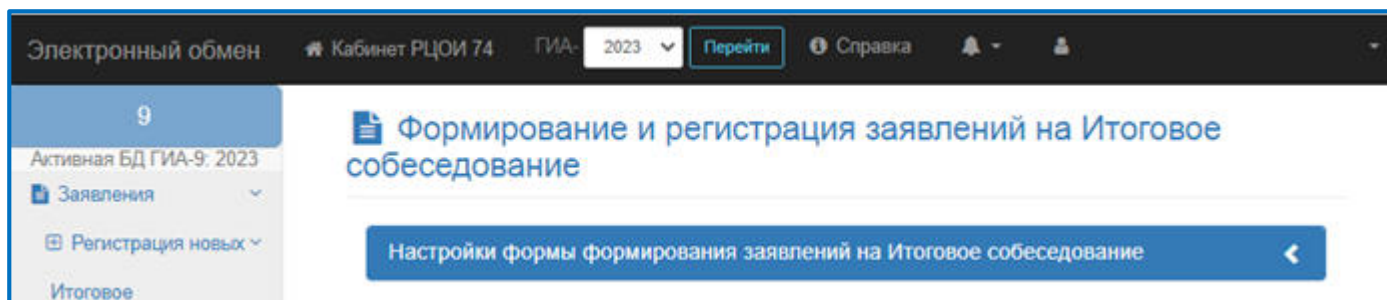 Электронный обмен Кабинет РЦОИ 74 ГИА- 2023 Перейти Справка
9
Активная БД ГИА-9: 2023
Заявления
Регистрация новых
Итоговое
Формирование и регистрация заявлений на Итоговое
собеседование
Настройки формы формирования заявлений на Итоговое собеседование